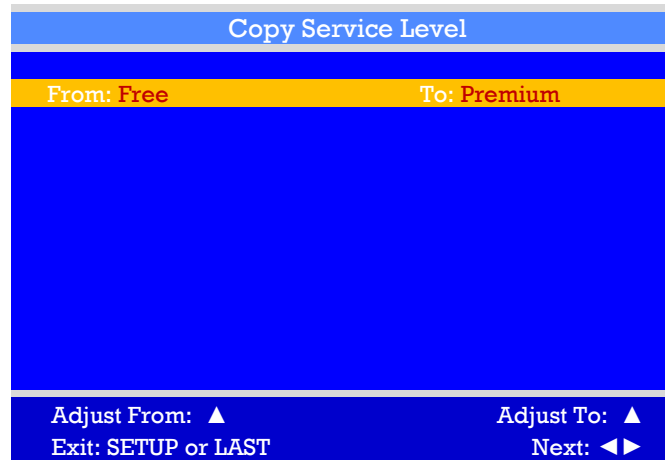 Copy Service Level
From: Free To: Premium
Adjust From: ▲ Adjust To: ▲
Exit: SETUP or LAST Next: ◄►